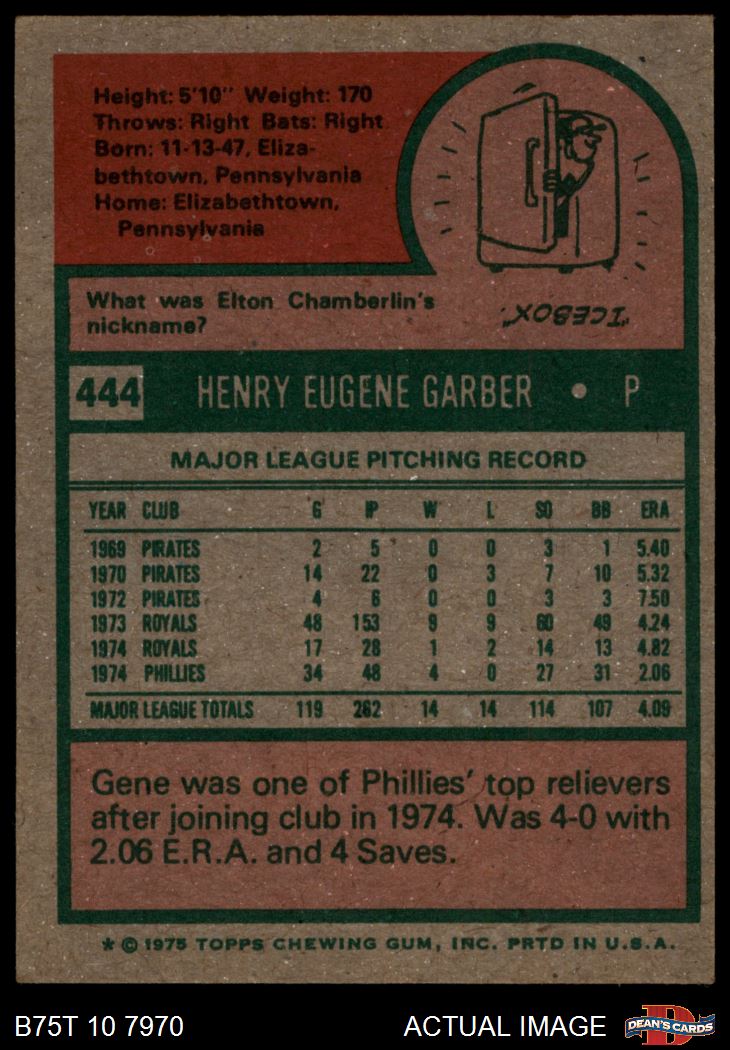 Height: 5'10" Weight: 170
Throws: Right Bats: Right
Born: 11-13-47, Eliza-
bethtown, Pennsylvania
Home: Elizabethtown,
Pennsylvania
What was Elton Chamberlin's
nickname?
"ICEBOX".
444 HENRY EUGENE GARBER • P
MAJOR LEAGUE PITCHING RECORD
YEAR CLUB G IP W L SO BB ERA
1969 PIRATES 2 5 0 0 3 1 5.40
1970 PIRATES 14 22 0 3 7 10 5.32
1972 PIRATES 4 6 0 0 3 3 7.50
1973 ROYALS 48 153 9 9 60 49 4.24
1974 ROYALS 17 28 1 2 14 13 4.82
1974 PHILLIES 34 48 4 0 27 31 2.06
MAJOR LEAGUE TOTALS 119 262 14 14 114 107 4.09
Gene was one of Phillies' top relievers
after joining club in 1974. Was 4-0 with
2.06 E.R.A. and 4 Saves.
* © 1975 TOPPS CHEWING GUM, INC. PRTD IN U.S.A.
B75T 10 7970 ACTUAL IMAGE D DEAN'S CARDS